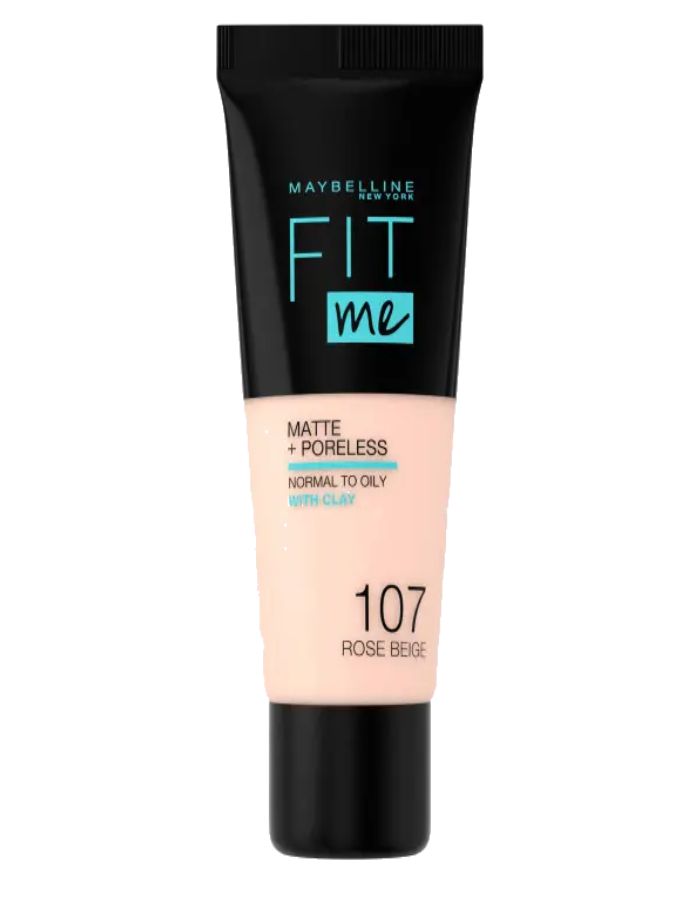 MAYBELLINE
NEW YORK
FIT
me
MATTE
+ PORELESS
NORMAL TO OILY
WITH CLAY
107
ROSE BEIGE